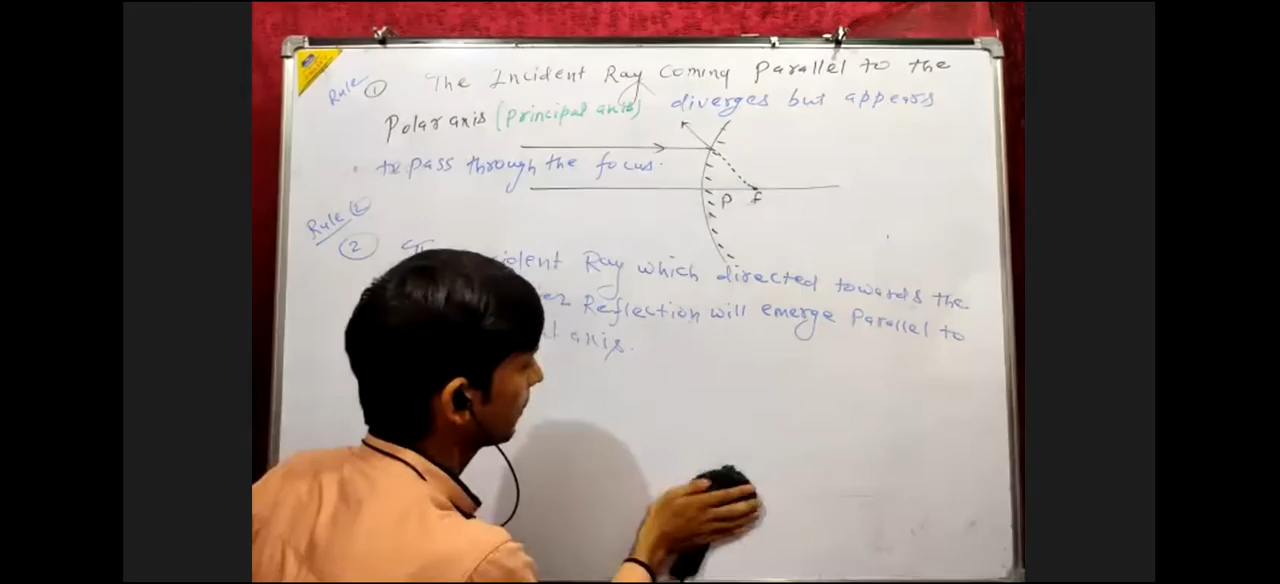 Rule ① The Incident Ray Coming Parallel to the
Polar axis (principal axis) diverges but appears
to pass through the focus.
P F
Rule ②
② Ray which directed towards the
Reflection will emerge Parallel to
axis.